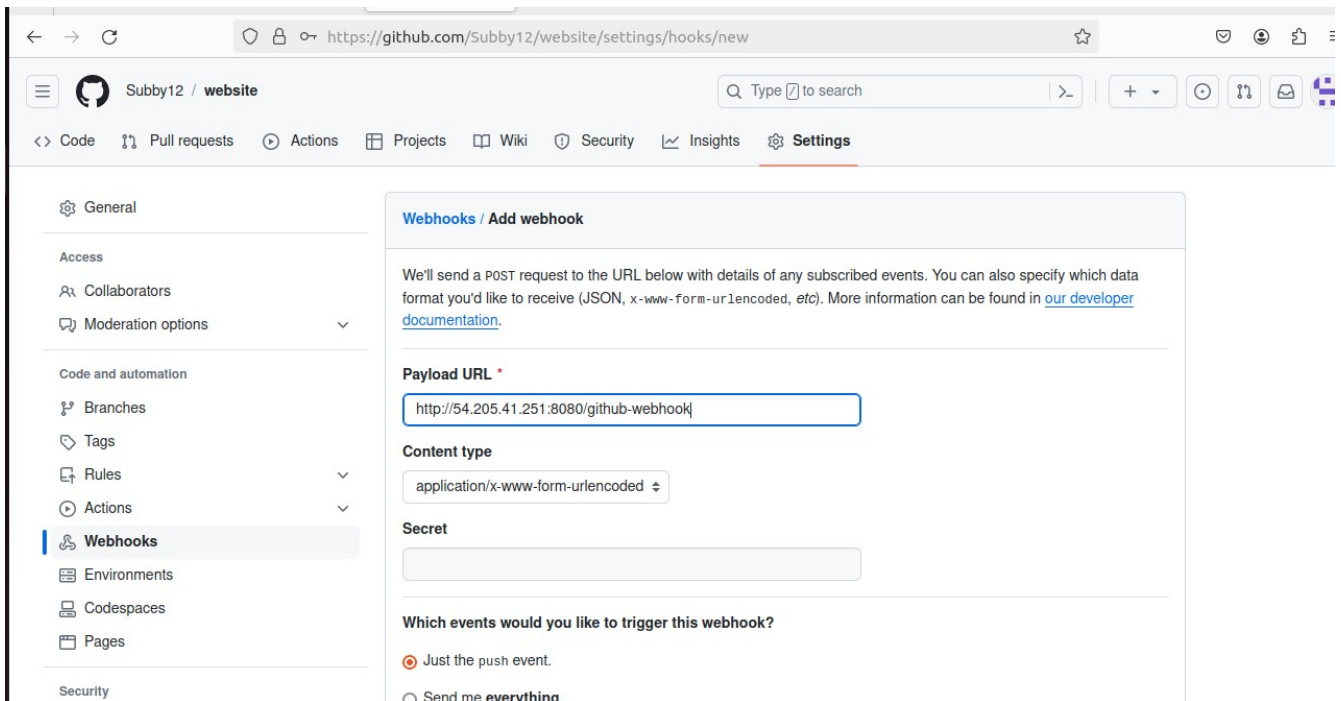 https://github.com/Subby12/website/settings/hooks/new
Subby12 / website
Type / to search
Code Pull requests Actions Projects Wiki Security Insights Settings
General
Access
Collaborators
Moderation options
Code and automation
Branches
Tags
Rules
Actions
Webhooks
Environments
Codespaces
Pages
Security
Webhooks / Add webhook
We'll send a POST request to the URL below with details of any subscribed events. You can also specify which data
format you'd like to receive (JSON, x-www-form-urlencoded, etc). More information can be found in our developer
documentation.
Payload URL *
http://54.205.41.251:8080/github-webhook
Content type
application/x-www-form-urlencoded
Secret
Which events would you like to trigger this webhook?
Just the push event.
Send me everything.